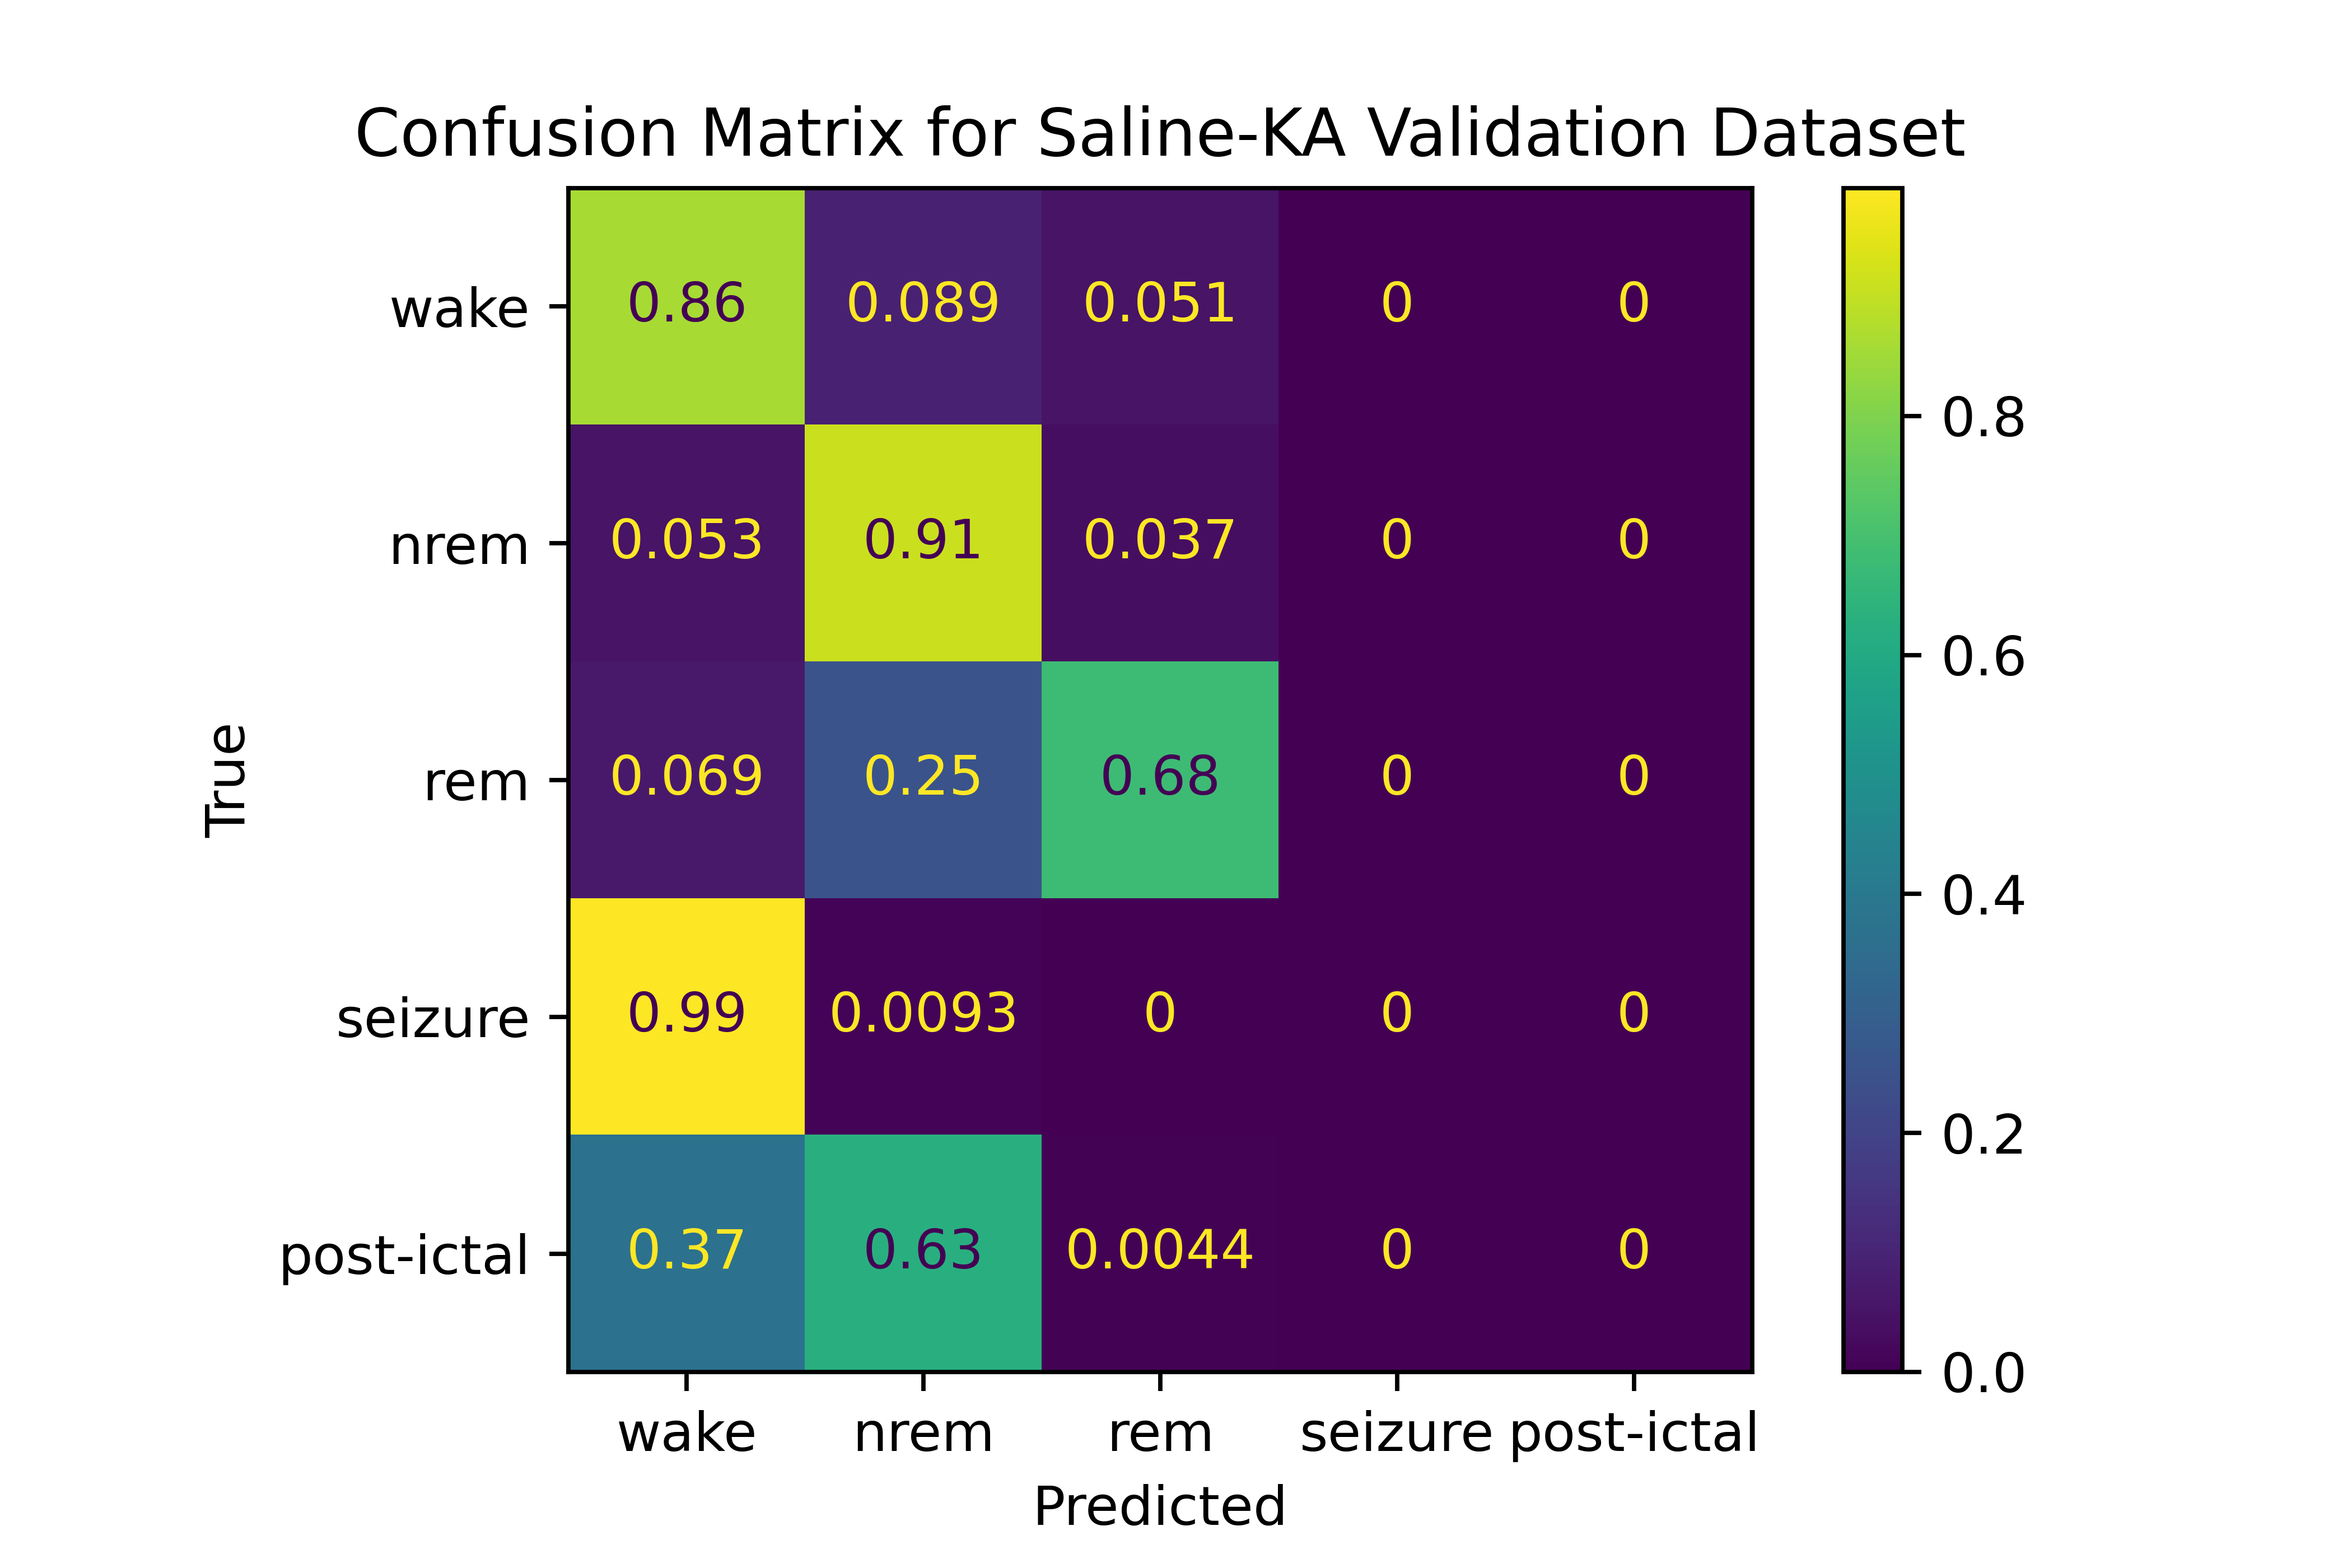 Confusion Matrix for Saline-KA Validation Dataset
wake 0.86 0.089 0.051 0 0
nrem 0.053 0.91 0.037 0 0
rem 0.069 0.25 0.68 0 0
seizure 0.99 0.0093 0 0 0
post-ictal 0.37 0.63 0.0044 0 0
wake nrem rem seizure post-ictal
Predicted
True
0.8
0.6
0.4
0.2
0.0